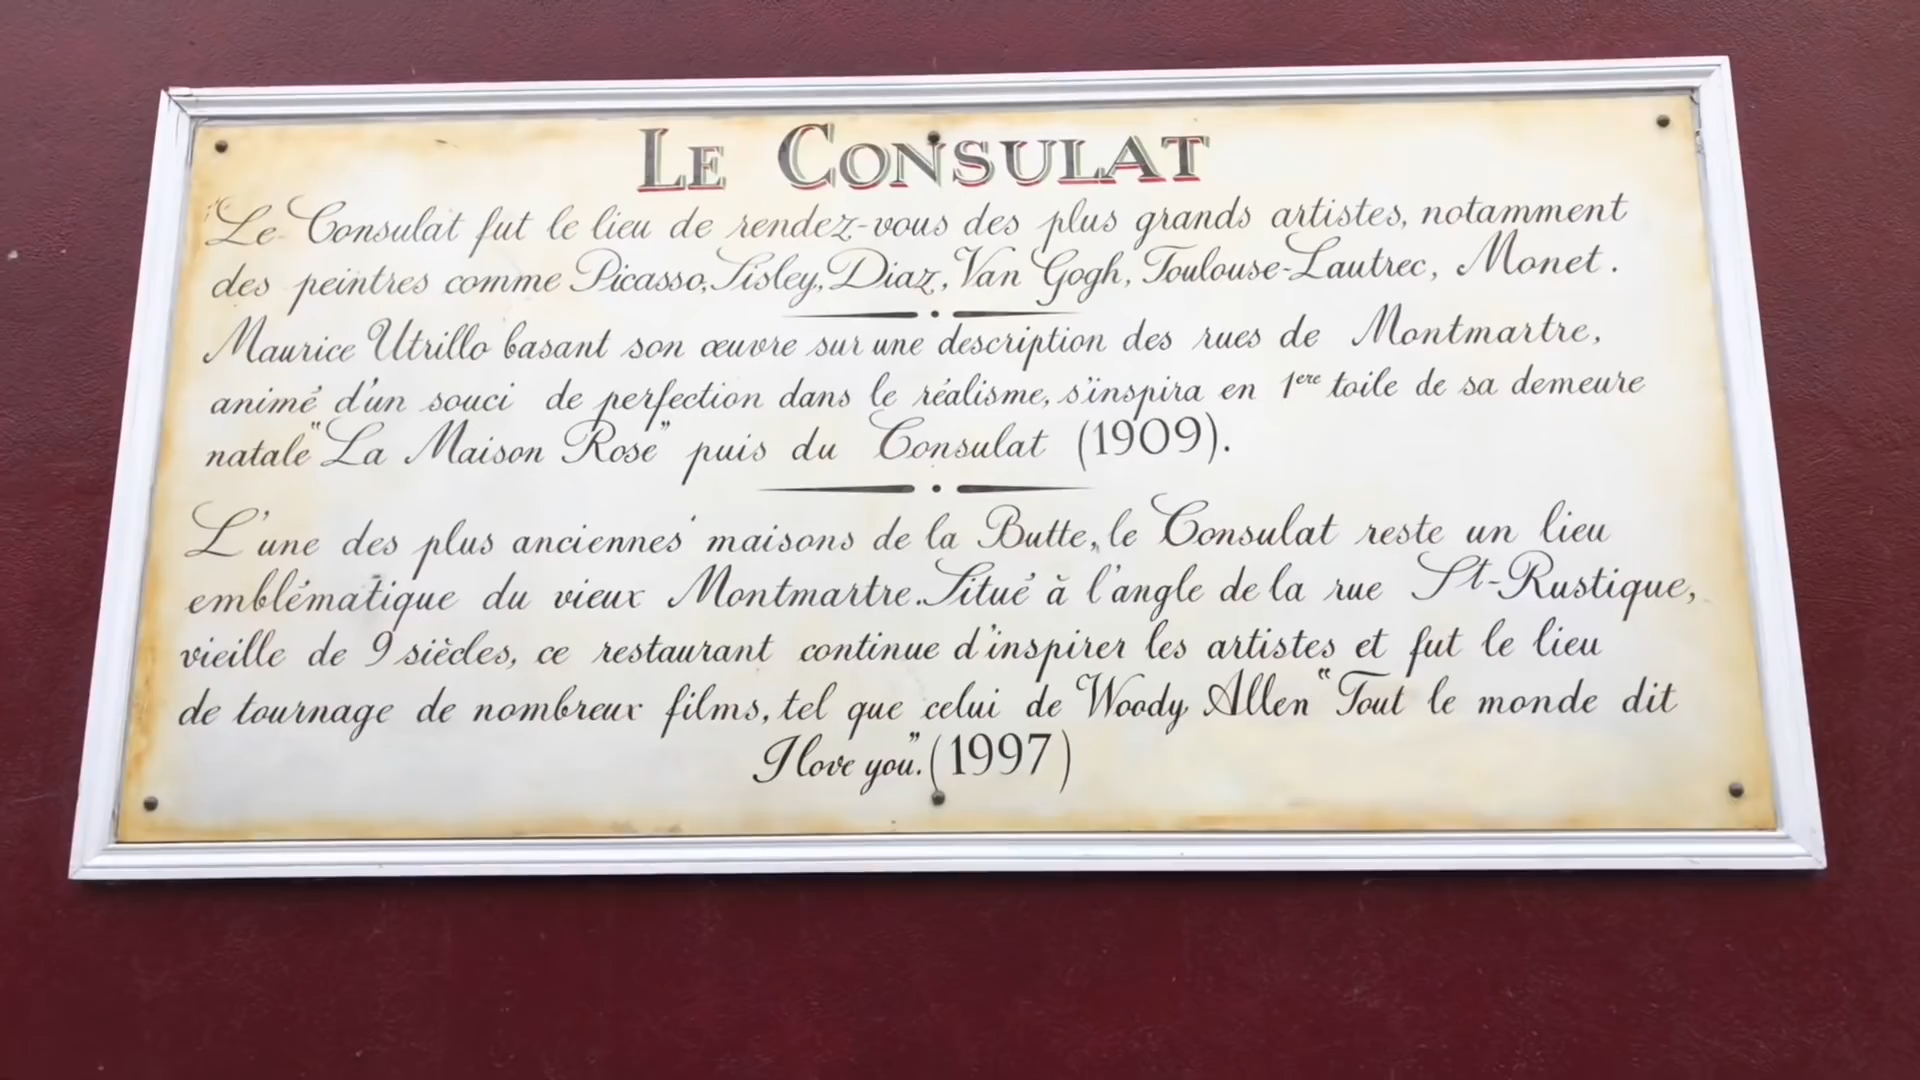 LE CONSULAT
Le Consulat fut le lieu de rendez-vous des plus grands artistes, notamment
des peintres comme Picasso, Sisley, Diaz, Van Gogh, Toulouse-Lautrec, Monet.
Maurice Utrillo basant son œuvre sur une description des rues de Montmartre,
animé d'un souci de perfection dans le réalisme, s'inspira en 1ere toile de sa demeure
natale "La Maison Rose" puis du Consulat (1909).
L'une des plus anciennes maisons de la Butte, le Consulat reste un lieu
emblématique du vieux Montmartre. Situé à l'angle de la rue St-Rustique,
vieille de 9 siècles, ce restaurant continue d'inspirer les artistes et fut le lieu
de tournage de nombreux films, tel que celui de Woody Allen "Tout le monde dit
I love you". (1997)